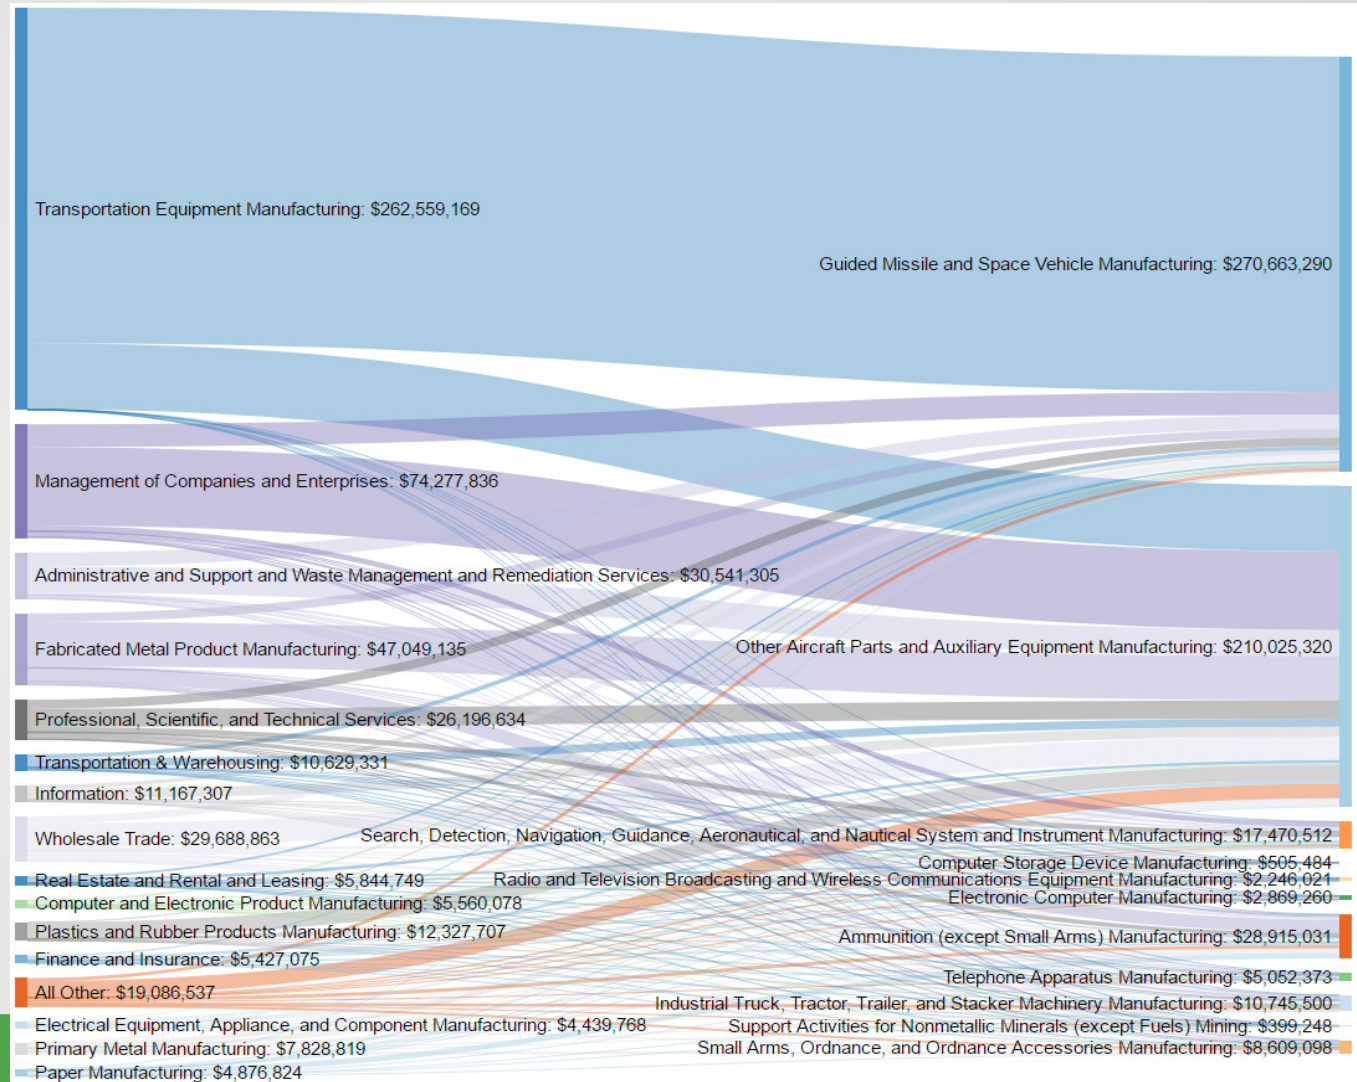 Transportation Equipment Manufacturing: $262,559,169
Guided Missile and Space Vehicle Manufacturing: $270,663,290
Management of Companies and Enterprises: $74,277,836
Administrative and Support and Waste Management and Remediation Services: $30,541,305
Fabricated Metal Product Manufacturing: $47,049,135
Other Aircraft Parts and Auxiliary Equipment Manufacturing: $210,025,320
Professional, Scientific, and Technical Services: $26,196,634
Transportation & Warehousing: $10,629,331
Information: $11,167,307
Wholesale Trade: $29,688,863
Search, Detection, Navigation, Guidance, Aeronautical, and Nautical System and Instrument Manufacturing: $17,470,512
Computer Storage Device Manufacturing: $505,484
Real Estate and Rental and Leasing: $5,844,749
Radio and Television Broadcasting and Wireless Communications Equipment Manufacturing: $2,246,021
Electronic Computer Manufacturing: $2,869,260
Computer and Electronic Product Manufacturing: $5,560,078
Plastics and Rubber Products Manufacturing: $12,327,707
Ammunition (except Small Arms) Manufacturing: $28,915,031
Finance and Insurance: $5,427,075
Telephone Apparatus Manufacturing: $5,052,373
All Other: $19,086,537
Industrial Truck, Tractor, Trailer, and Stacker Machinery Manufacturing: $10,745,500
Electrical Equipment, Appliance, and Component Manufacturing: $4,439,768
Support Activities for Nonmetallic Minerals (except Fuels) Mining: $399,248
Primary Metal Manufacturing: $7,828,819
Small Arms, Ordnance, and Ordnance Accessories Manufacturing: $8,609,098
Paper Manufacturing: $4,876,824